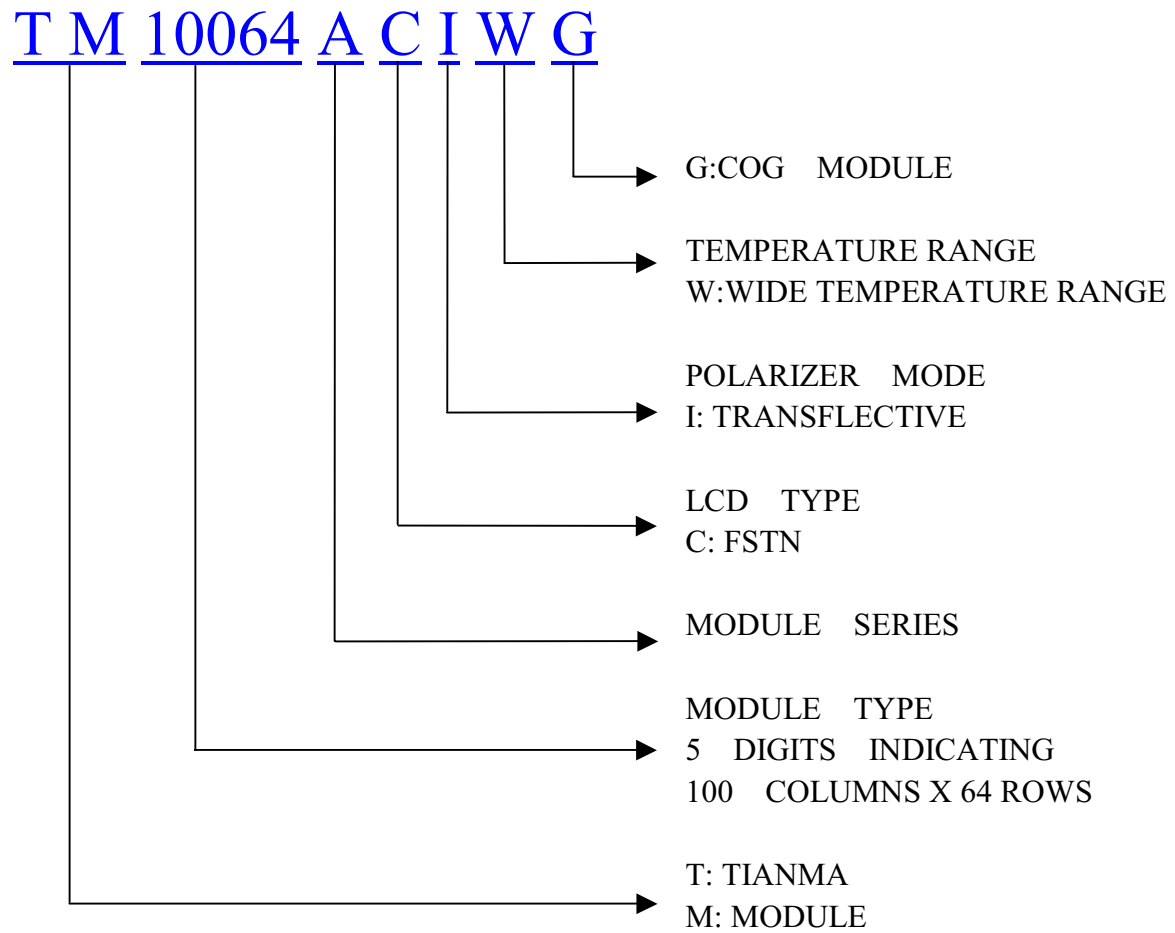 T M 10064 A C I W G
G:COG MODULE
TEMPERATURE RANGE
W:WIDE TEMPERATURE RANGE
POLARIZER MODE
I: TRANSFLECTIVE
LCD TYPE
C: FSTN
MODULE SERIES
MODULE TYPE
5 DIGITS INDICATING
100 COLUMNS X 64 ROWS
T: TIANMA
M: MODULE